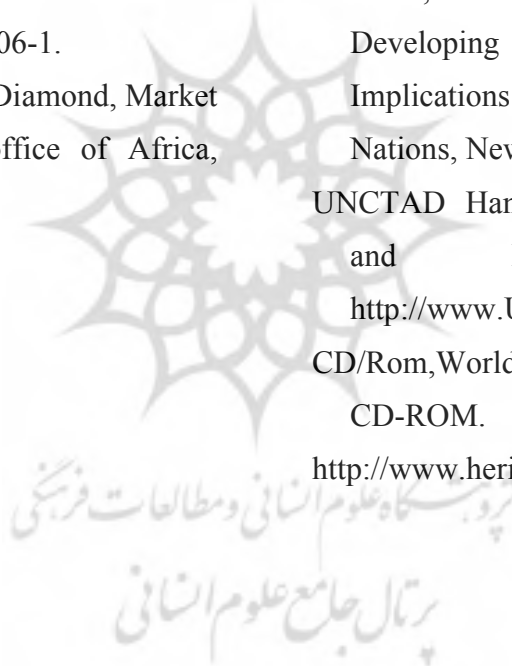 06-1.
Diamond, Market
ffice of Africa,
Developing
Implications
Nations, New
UNCTAD Han
and
http://www.U
CD/Rom,World
CD-ROM.
http://www.heri
پژوهشگاه علوم انسانی و مطالعات فرهنگی
پرتال جامع علوم انسانی